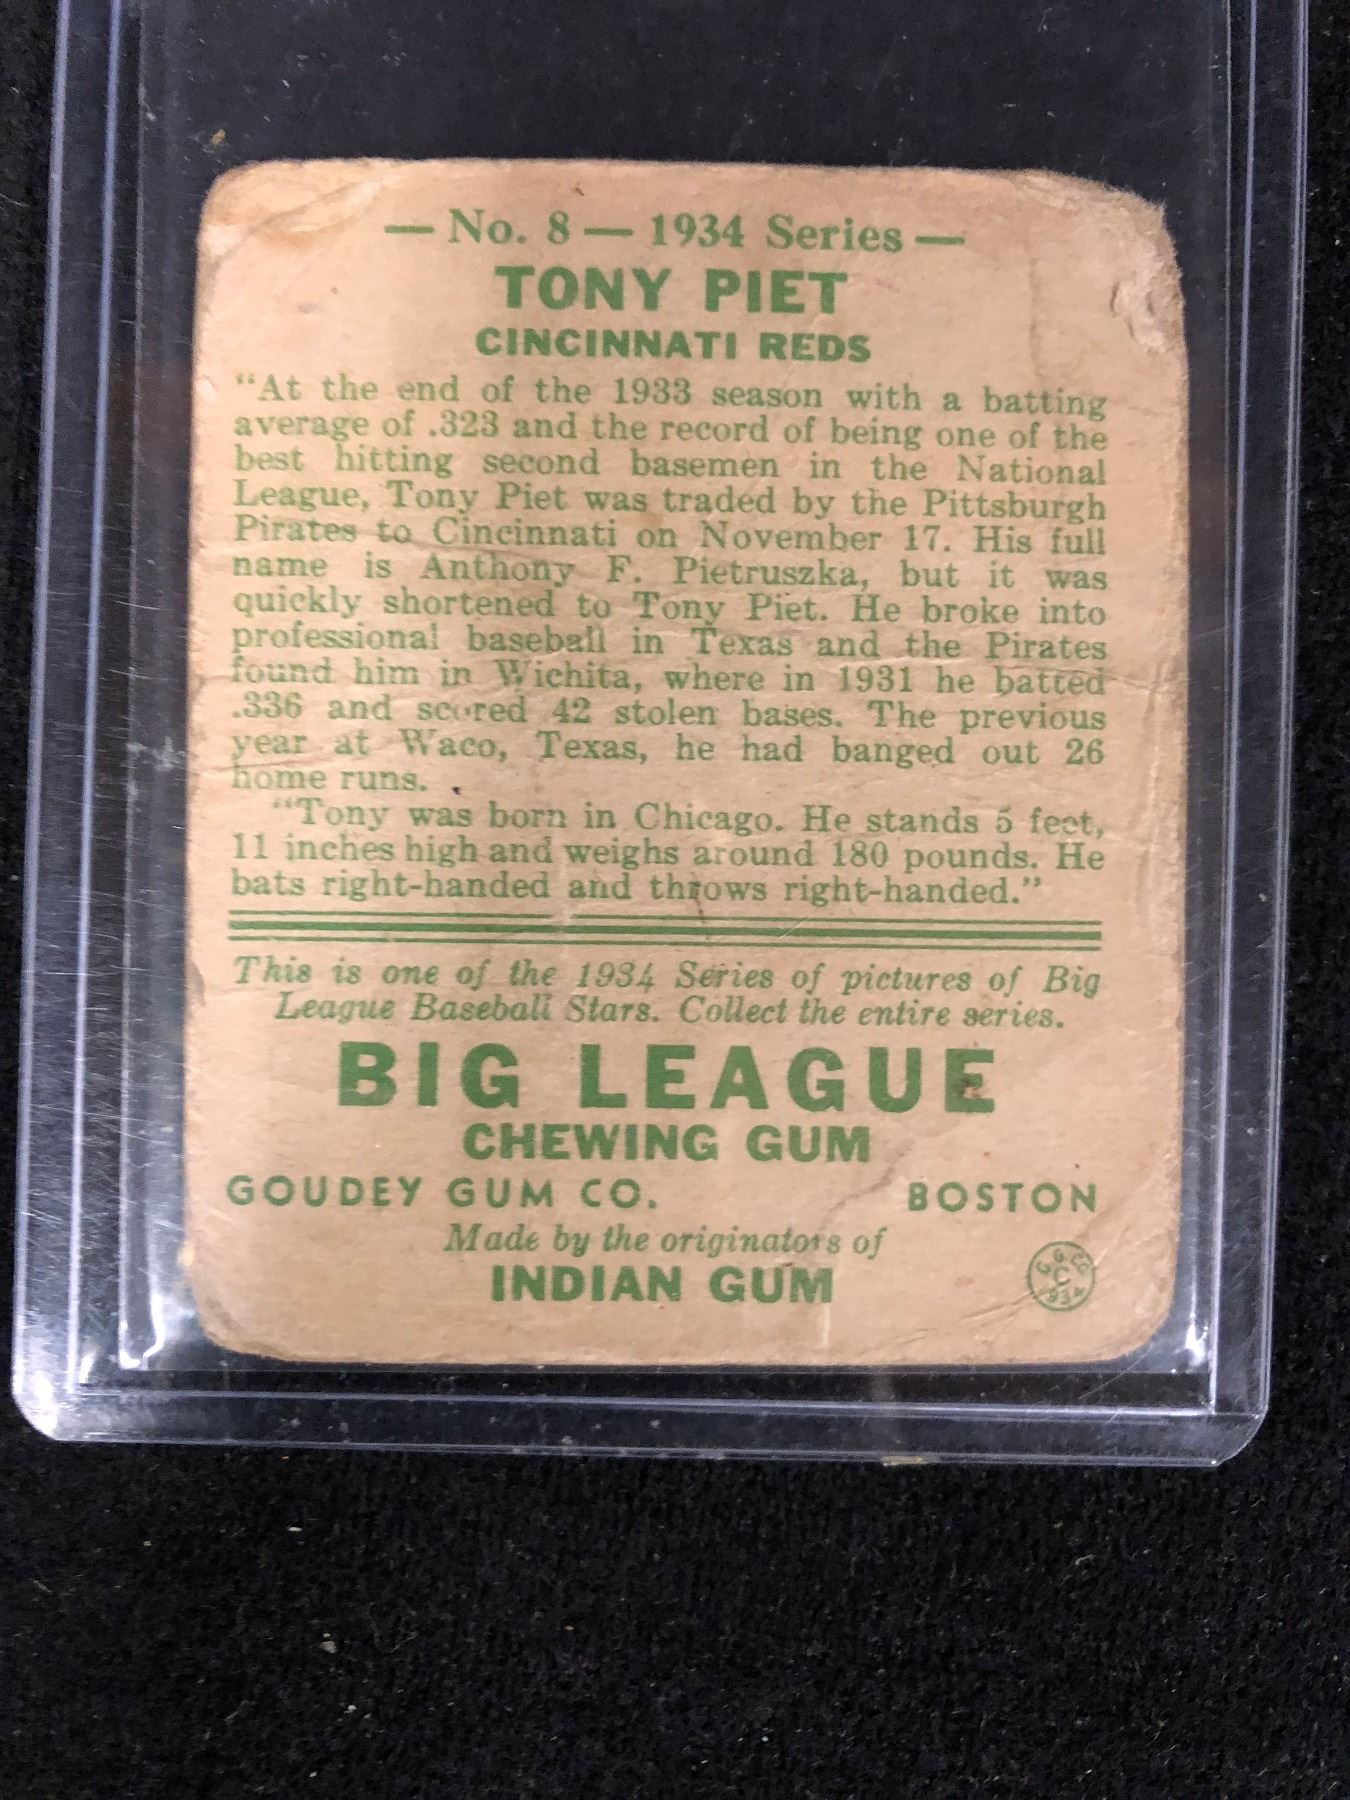 — No. 8 — 1934 Series —
TONY PIET
CINCINNATI REDS
"At the end of the 1933 season with a batting
average of .323 and the record of being one of the
best hitting second basemen in the National
League, Tony Piet was traded by the Pittsburgh
Pirates to Cincinnati on November 17. His full
name is Anthony F. Pietruszka, but it was
quickly shortened to Tony Piet. He broke into
professional baseball in Texas and the Pirates
found him in Wichita, where in 1931 he batted
.336 and scored 42 stolen bases. The previous
year at Waco, Texas, he had banged out 26
home runs.
"Tony was born in Chicago. He stands 5 feet,
11 inches high and weighs around 180 pounds. He
bats right-handed and throws right-handed."
This is one of the 1934 Series of pictures of Big
League Baseball Stars. Collect the entire series.
BIG LEAGUE
CHEWING GUM
GOUDEY GUM CO. BOSTON
Made by the originators of
INDIAN GUM
G G CO
C
934